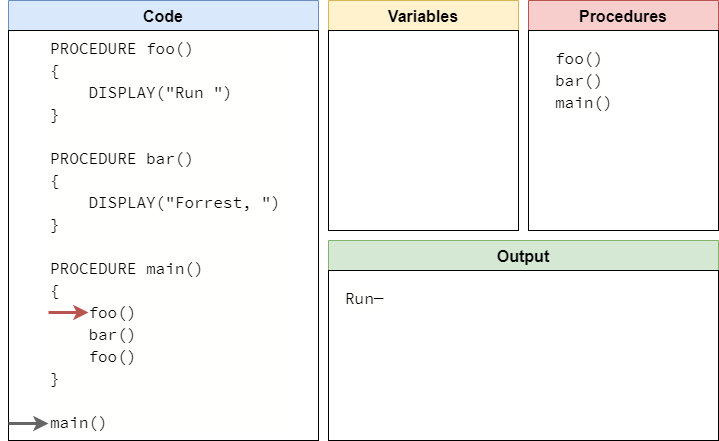 Code
PROCEDURE foo()
{
    DISPLAY("Run ")
}
PROCEDURE bar()
{
    DISPLAY("Forrest, ")
}
PROCEDURE main()
{
    foo()
    bar()
    foo()
}
main()
Variables
Procedures
foo()
bar()
main()
Output
Run—